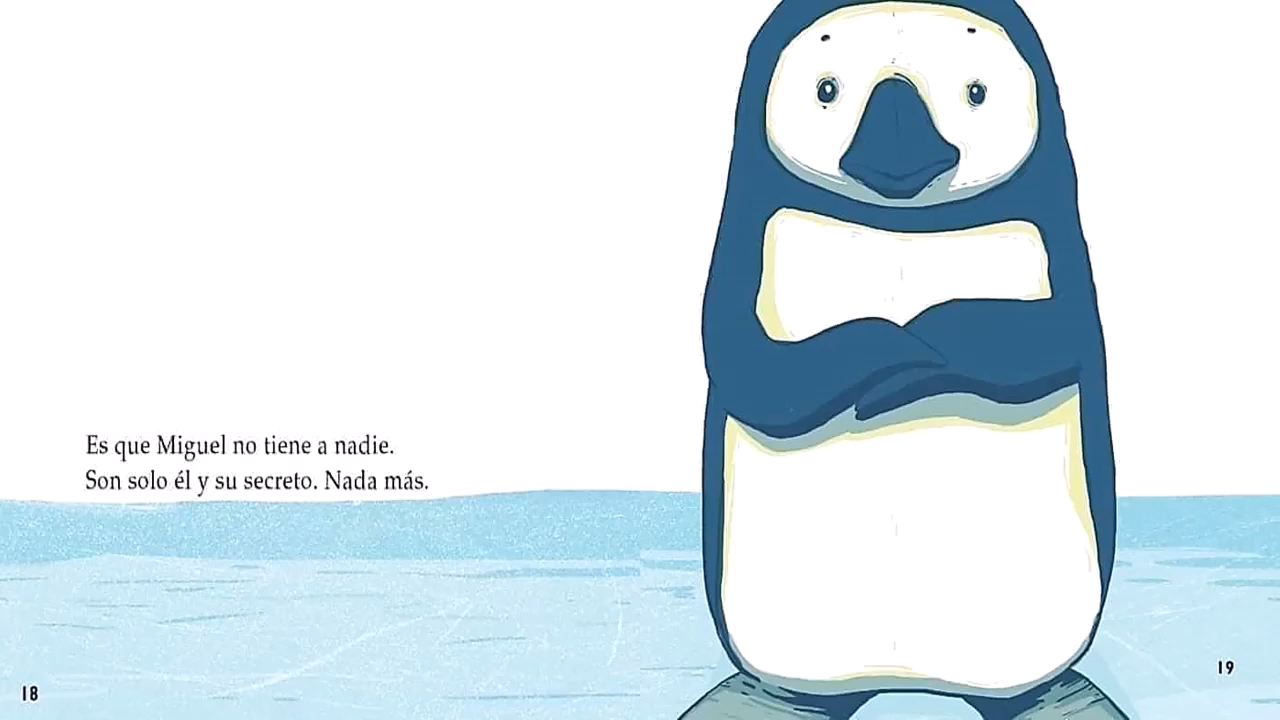 Es que Miguel no tiene a nadie.
Son solo él y su secreto. Nada más.
18
19